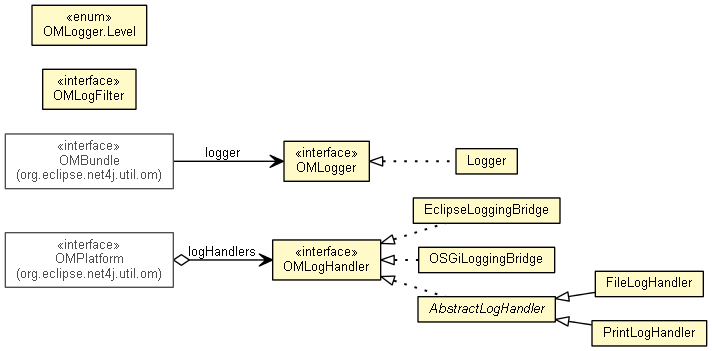 «enum»
OMLogger.Level
«interface»
OMLogFilter
«interface»
OMBundle
(org.eclipse.net4j.util.om)
logger
«interface»
OMLogger
Logger
«interface»
OMPlatform
(org.eclipse.net4j.util.om)
logHandlers
«interface»
OMLogHandler
EclipseLoggingBridge
OSGiLoggingBridge
AbstractLogHandler
FileLogHandler
PrintLogHandler